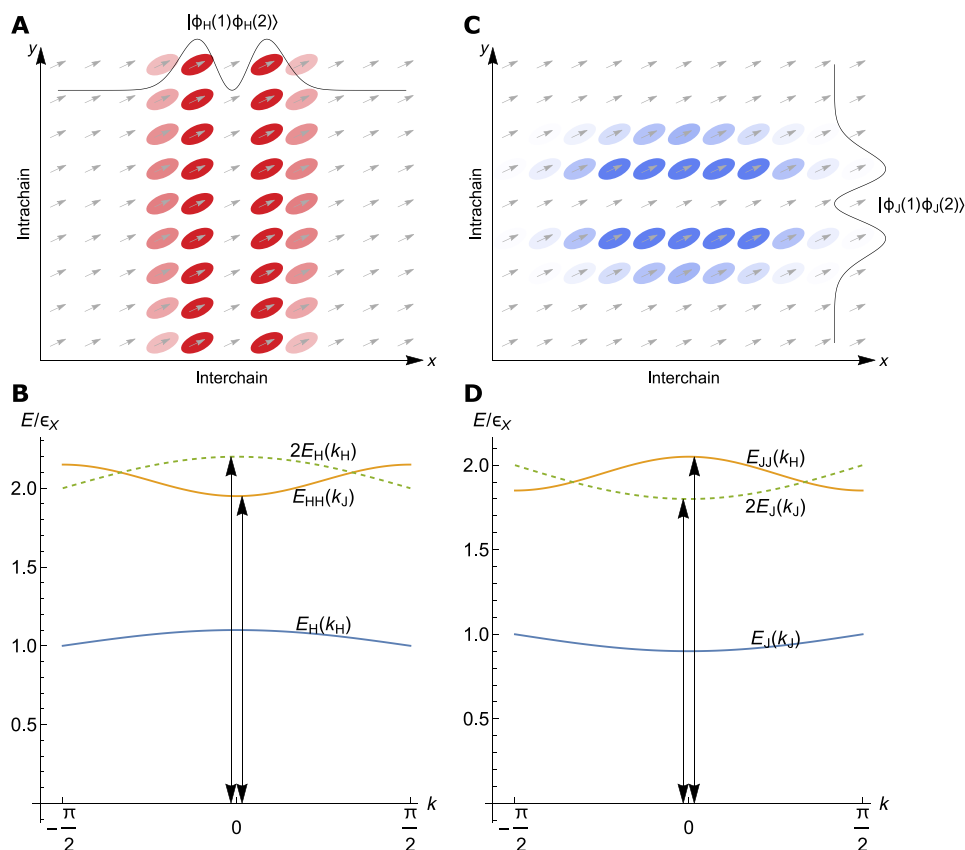 A
y
|ϕH(1)ϕH(2)⟩
Intrachain
x
Interchain
C
y
|ϕJ(1)ϕJ(2)⟩
Intrachain
x
Interchain
B
E/ϵX
2EH(kH)
EHH(kJ)
EH(kH)
2.0
1.5
1.0
0.5
k
-π/2
0
π/2
D
E/ϵX
EJJ(kH)
2EJ(kJ)
EJ(kJ)
2.0
1.5
1.0
0.5
k
-π/2
0
π/2